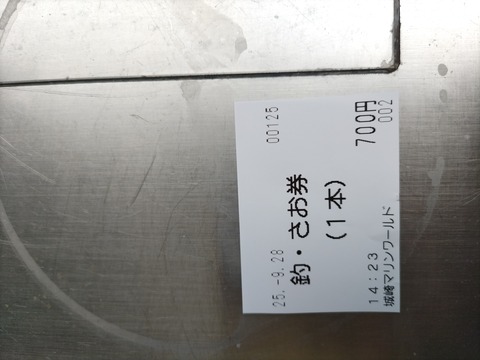 25.-9.28 00125
釣・さお券
(1本)
700円
14:23 002
城崎マリンワールド